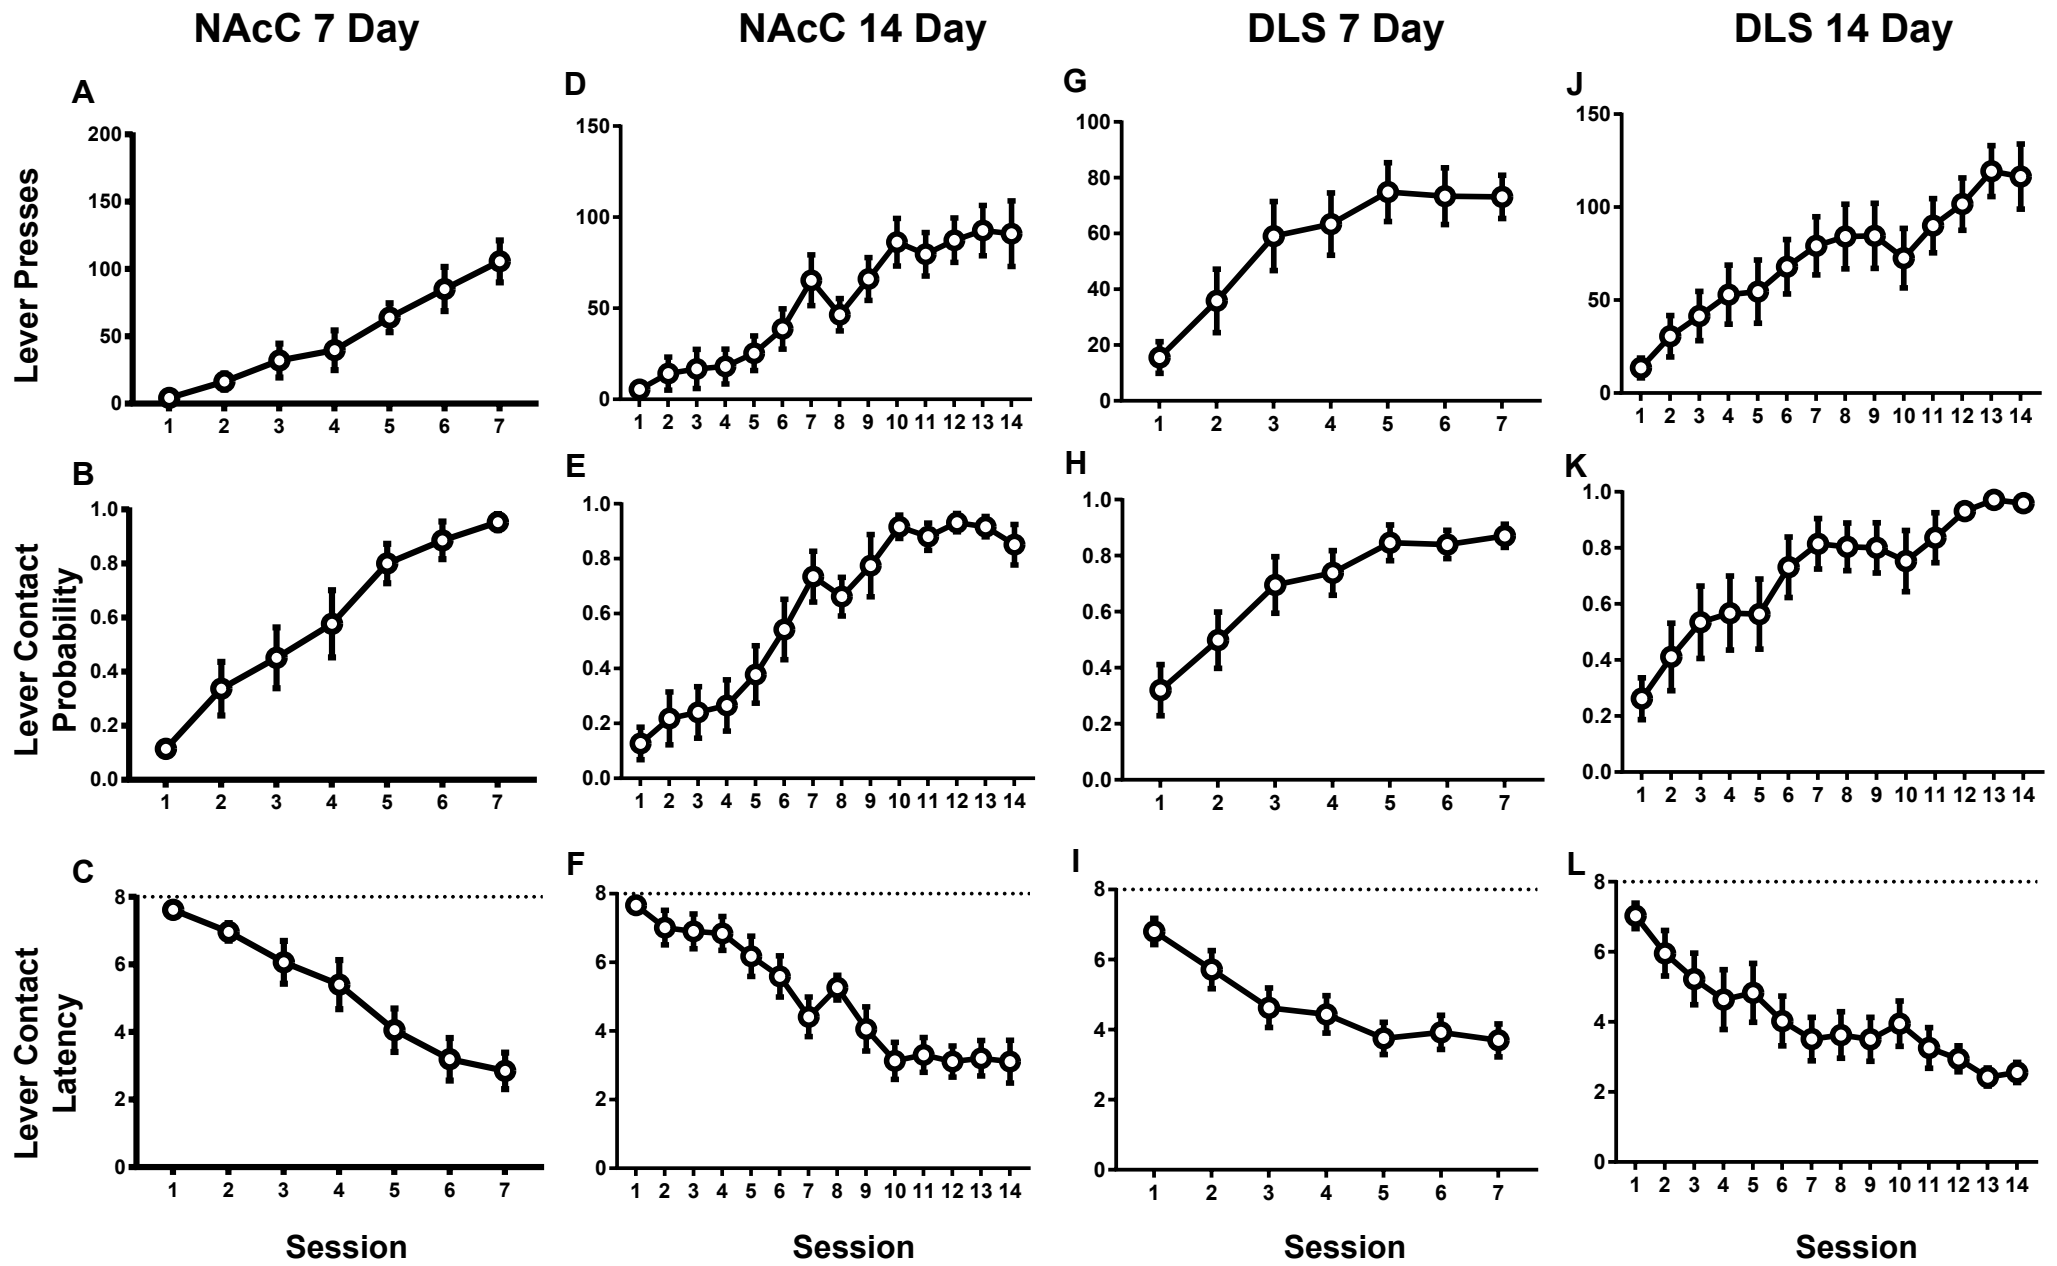 NAcC 7 Day
NAcC 14 Day
DLS 7 Day
DLS 14 Day
A
200
150
100
50
0
1 2 3 4 5 6 7
Lever Presses
D
150
100
50
0
1 2 3 4 5 6 7 8 9 10 11 12 13 14
G
100
80
60
40
20
0
1 2 3 4 5 6 7
J
150
100
50
0
1 2 3 4 5 6 7 8 9 10 11 12 13 14
B
1.0
0.8
0.6
0.4
0.2
0.0
1 2 3 4 5 6 7
Lever Contact
Probability
E
1.0
0.8
0.6
0.4
0.2
0.0
1 2 3 4 5 6 7 8 9 10 11 12 13 14
H
1.0
0.8
0.6
0.4
0.2
0.0
1 2 3 4 5 6 7
K
1.0
0.8
0.6
0.4
0.2
0.0
1 2 3 4 5 6 7 8 9 10 11 12 13 14
C
8
6
4
2
0
1 2 3 4 5 6 7
Lever Contact
Latency
Session
F
8
6
4
2
0
1 2 3 4 5 6 7 8 9 10 11 12 13 14
Session
I
8
6
4
2
0
1 2 3 4 5 6 7
Session
L
8
6
4
2
0
1 2 3 4 5 6 7 8 9 10 11 12 13 14
Session